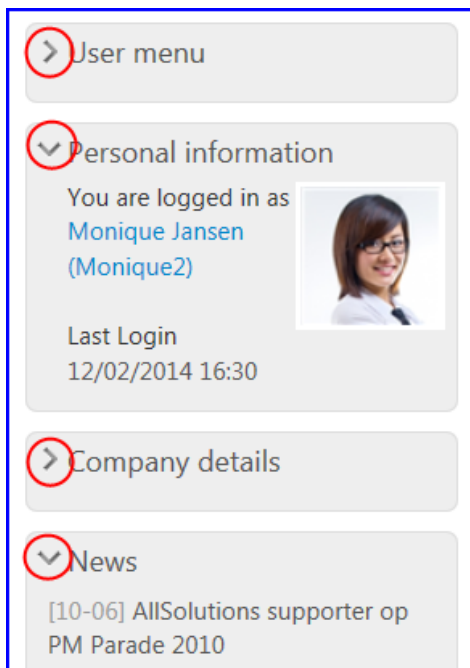 User menu
Personal information
You are logged in as
Monique Jansen
(Monique2)
Last Login
12/02/2014 16:30
Company details
News
[10-06] AllSolutions supporter op
PM Parade 2010